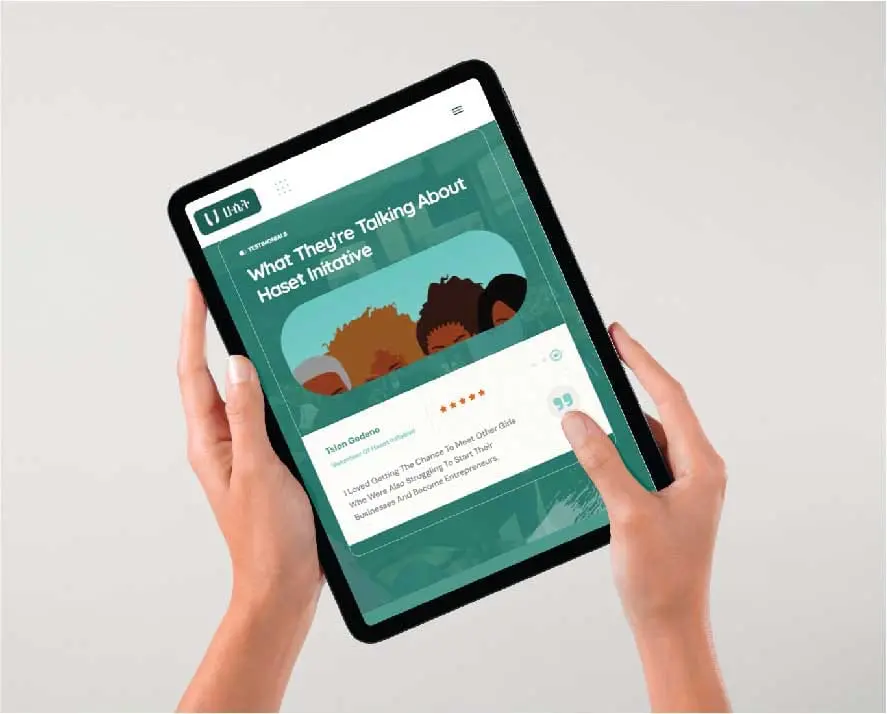 ሀሴት
TESTIMONIALS
What They're Talking About
Haset Initative
Tslon Gedeno
Volunteer Of Haset Initiative
I Loved Getting The Chance To Meet Other Girls
Who Were Also Struggling To Start Their
Businesses And Become Entrepreneurs.